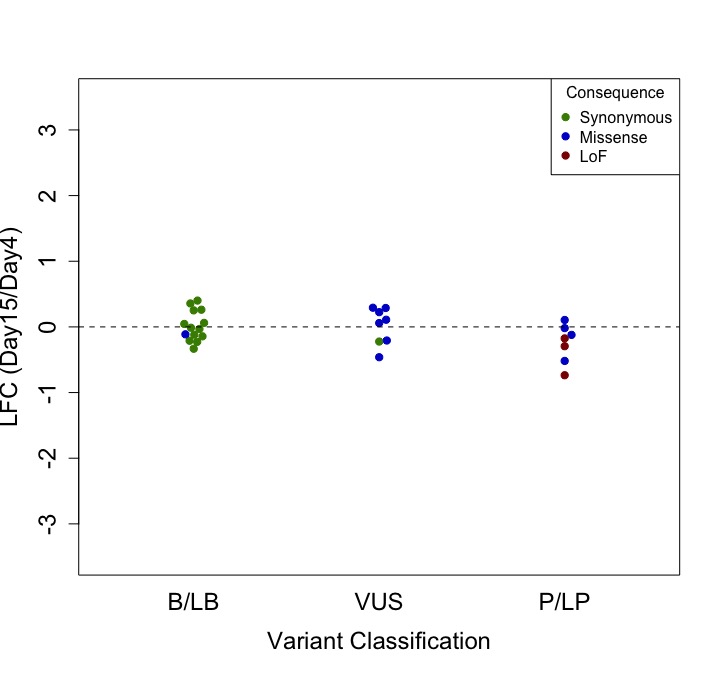 Consequence
Synonymous
Missense
LoF
LFC (Day15/Day4)
3
2
1
0
-1
-2
-3
B/LB
VUS
P/LP
Variant Classification